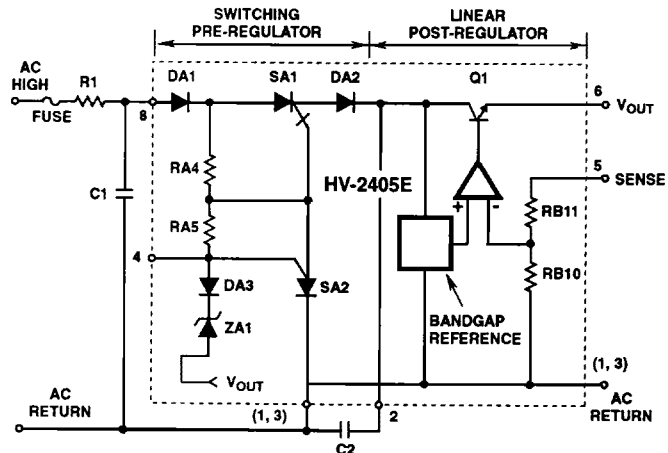 SWITCHING
PRE-REGULATOR
LINEAR
POST-REGULATOR
AC
HIGH
FUSE
R1
8
DA1
SA1
DA2
Q1
6
VOUT
5
SENSE
C1
RA4
HV-2405E
+
-
RB11
RA5
4
DA3
SA2
RB10
ZA1
BANDGAP
REFERENCE
VOUT
(1, 3)
AC
RETURN
AC
RETURN
(1, 3)
2
C2